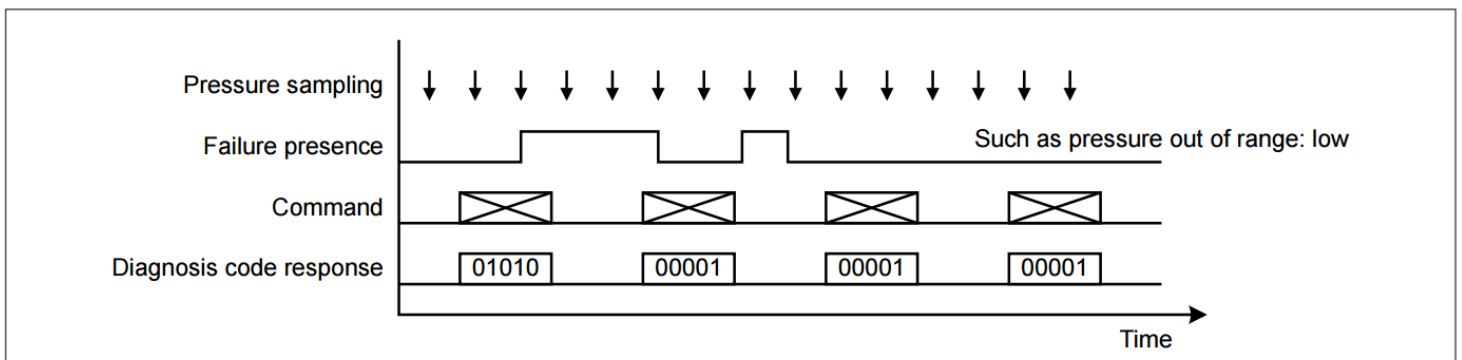 Pressure sampling
Failure presence
Such as pressure out of range: low
Command
Diagnosis code response
01010
00001
00001
00001
Time